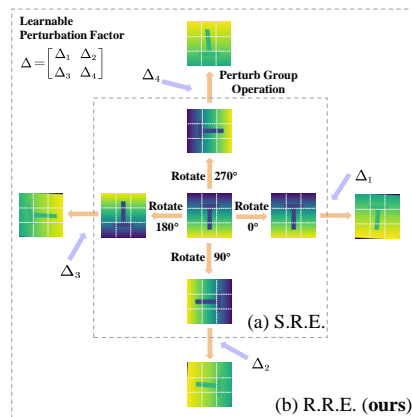 Learnable
Perturbation Factor
Δ = [Δ₁ Δ₂
Δ₃ Δ₄]
Δ₄
Perturb Group
Operation
Rotate 270°
Δ₁
Rotate
180°
Rotate
0°
Δ₃
Rotate 90°
(a) S.R.E.
Δ₂
(b) R.R.E. (ours)